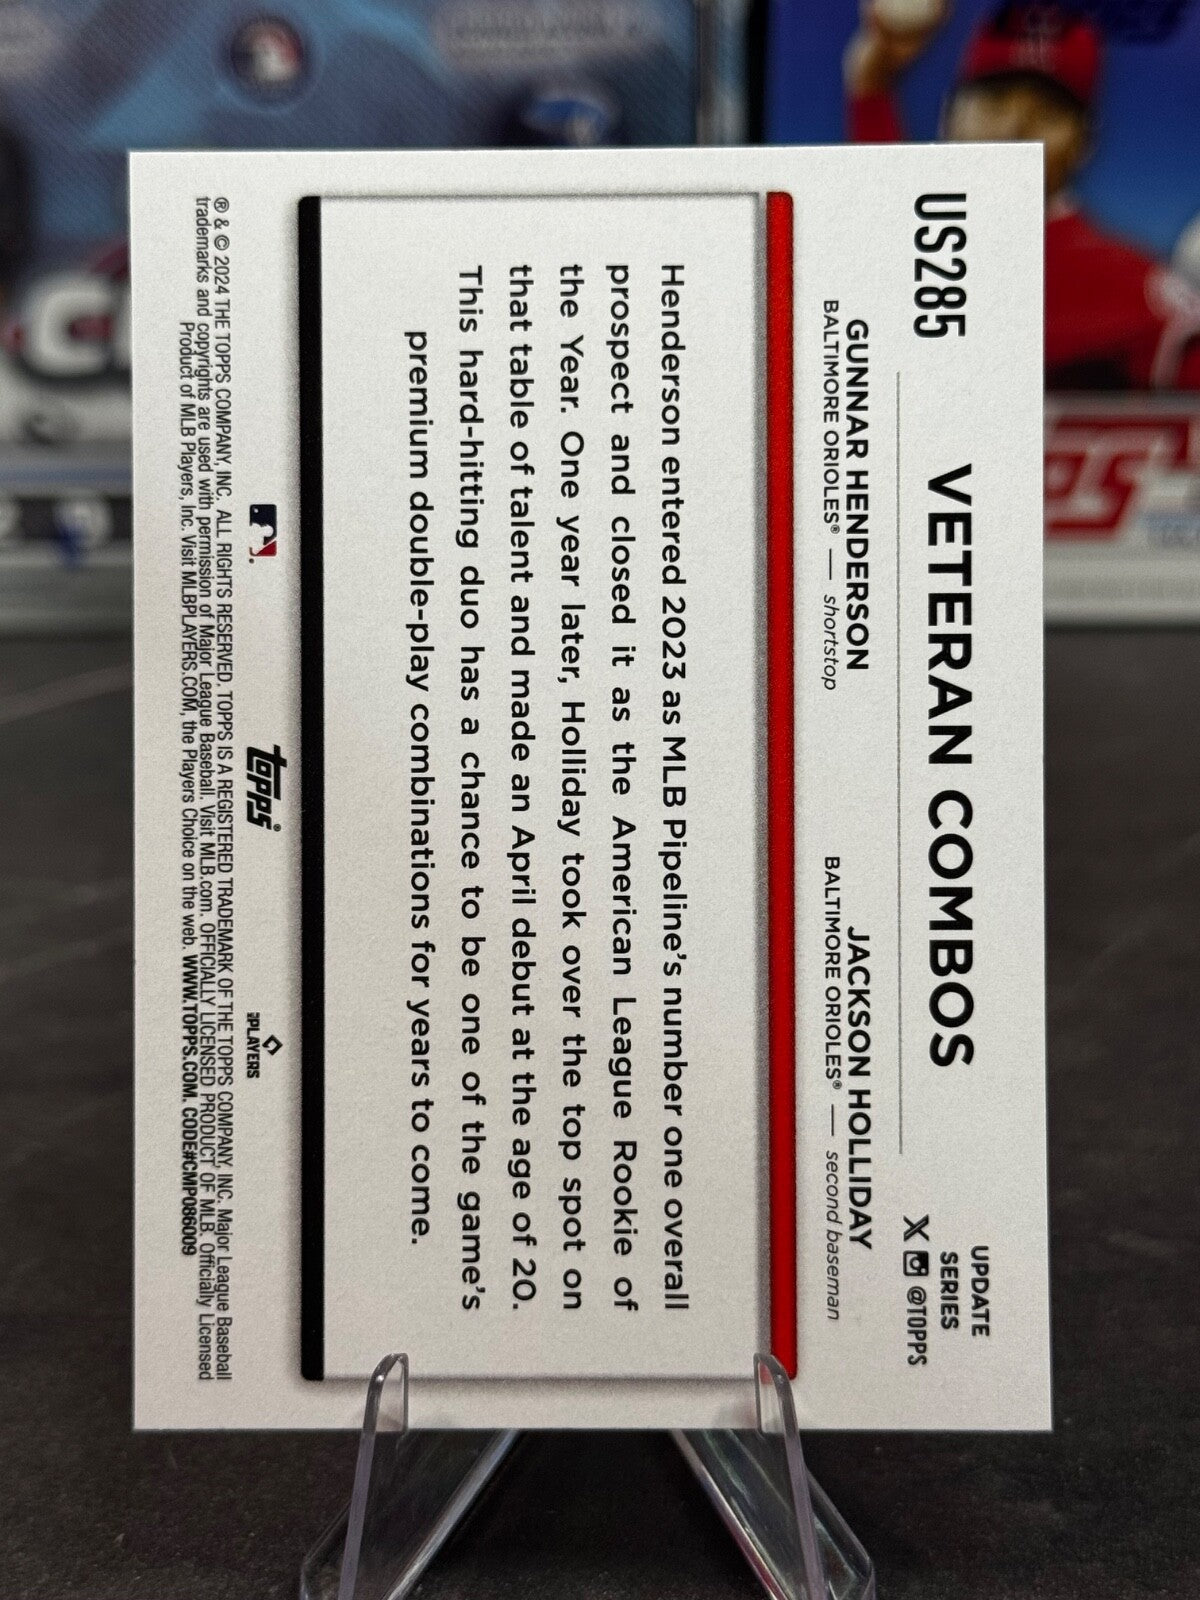 US285
VETERAN COMBOS
UPDATE
SERIES
@TOPPS
GUNNAR HENDERSON
BALTIMORE ORIOLES® — shortstop
JACKSON HOLLIDAY
BALTIMORE ORIOLES® — second baseman
Henderson entered 2023 as MLB Pipeline's number one overall
prospect and closed it as the American League Rookie of
the Year. One year later, Holliday took over the top spot on
that table of talent and made an April debut at the age of 20.
This hard-hitting duo has a chance to be one of the game's
premium double-play combinations for years to come.
topps®
PLAYERS
® & © 2024 THE TOPPS COMPANY, INC. ALL RIGHTS RESERVED. TOPPS IS A REGISTERED TRADEMARK OF THE TOPPS COMPANY, INC. Major League Baseball
trademarks and copyrights are used with permission of Major League Baseball. Visit MLB.com. OFFICIALLY LICENSED PRODUCT OF MLB. Officially Licensed
Product of MLB Players, Inc. Visit MLBPLAYERS.COM, the Players Choice on the web. WWW.TOPPS.COM. CODE#CMP086009